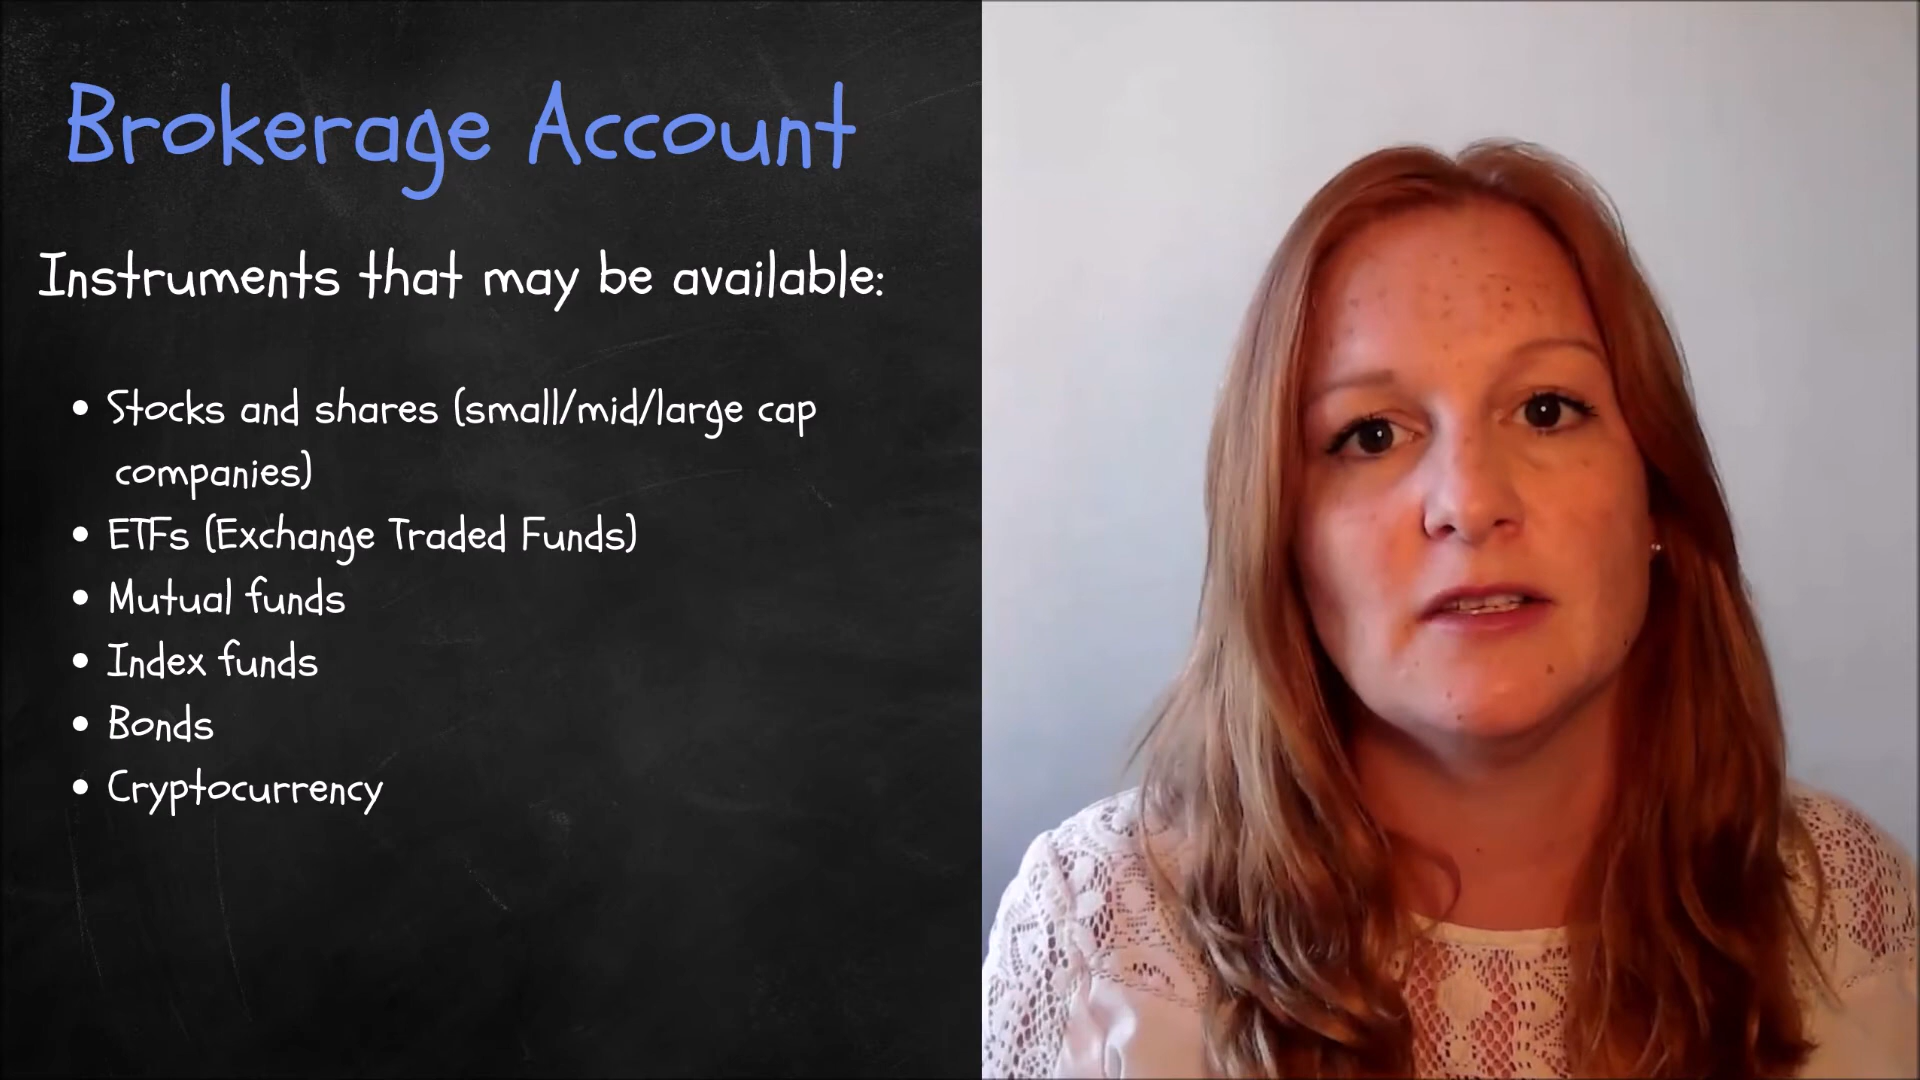 Brokerage Account
Instruments that may be available:
• Stocks and shares (small/mid/large cap
companies)
• ETFs (Exchange Traded Funds)
• Mutual funds
• Index funds
• Bonds
• Cryptocurrency